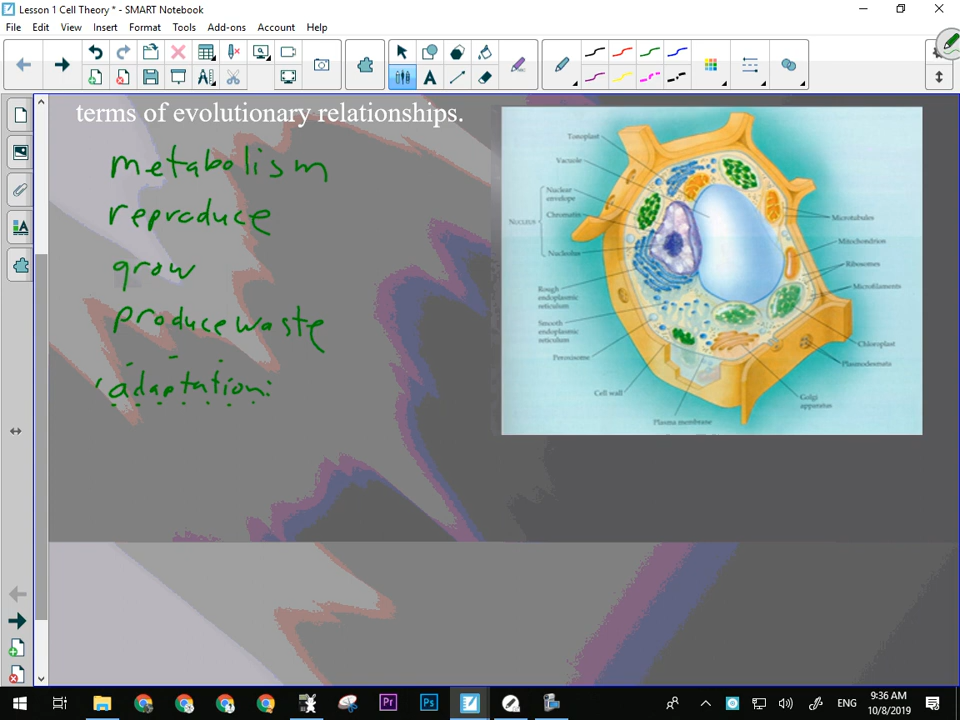 Lesson 1 Cell Theory * - SMART Notebook
File Edit View Insert Format Tools Add-ons Account Help
terms of evolutionary relationships.
metabolism
reproduce
grow
produce waste
adaptation:
Tonoplast
Vacuole
Nuclear
envelope
Chromatin
NUCLEUS
Nucleolus
Rough
endoplasmic
reticulum
Smooth
endoplasmic
reticulum
Peroxisome
Cell wall
Plasma membrane
Microtubules
Mitochondrion
Ribosomes
Microfilaments
Chloroplast
Plasmodesmata
Golgi
apparatus
ENG
9:36 AM
10/8/2019